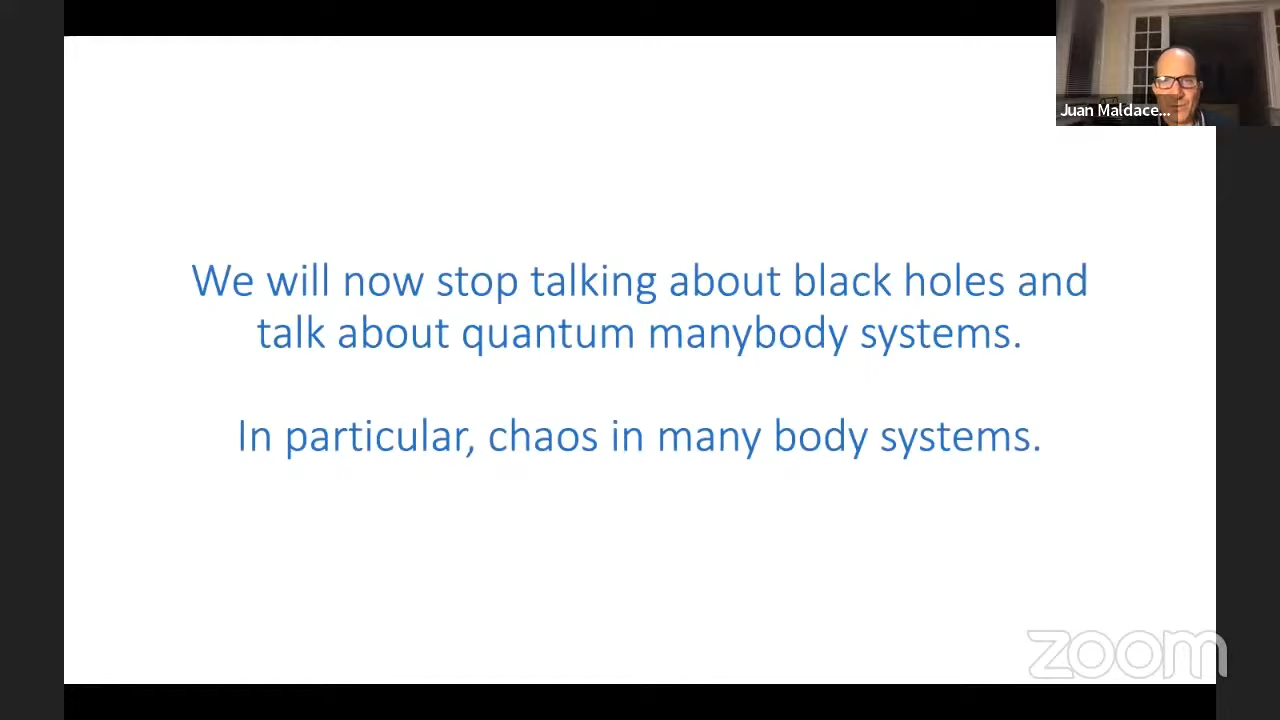 Juan Maldace...
We will now stop talking about black holes and
talk about quantum manybody systems.
In particular, chaos in many body systems.
zoom